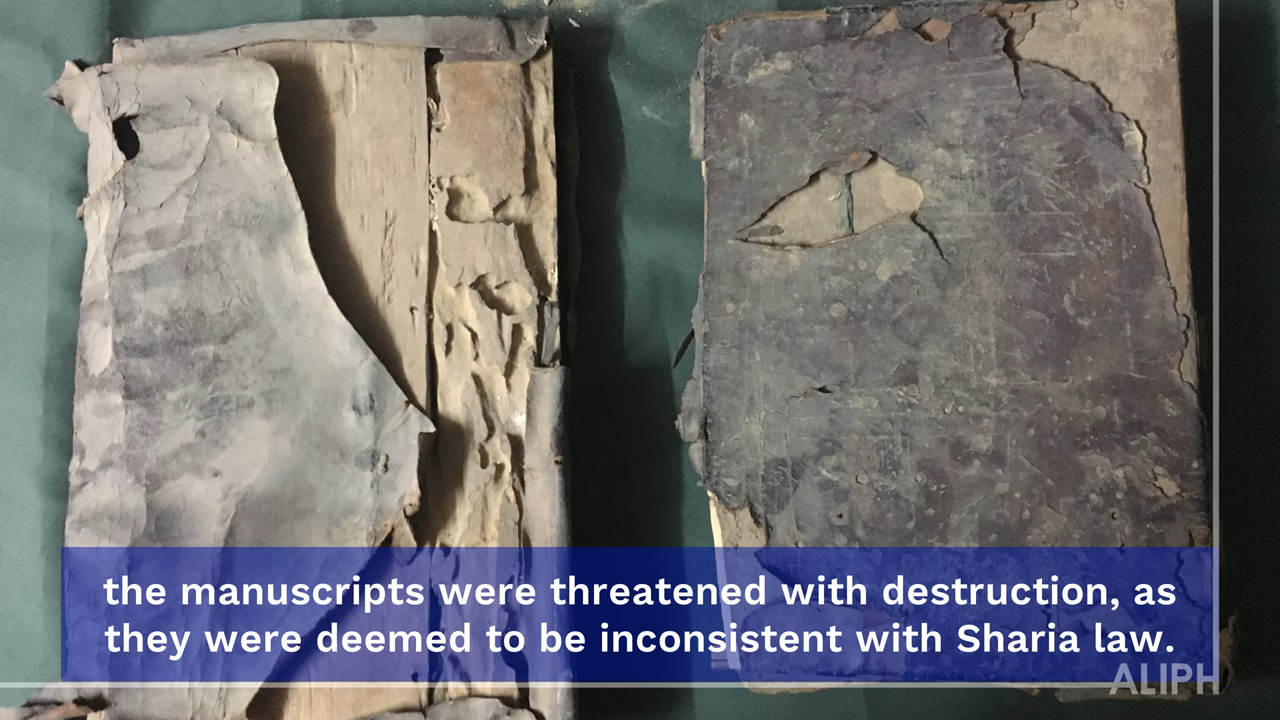 the manuscripts were threatened with destruction, as
they were deemed to be inconsistent with Sharia law.
ALIPH